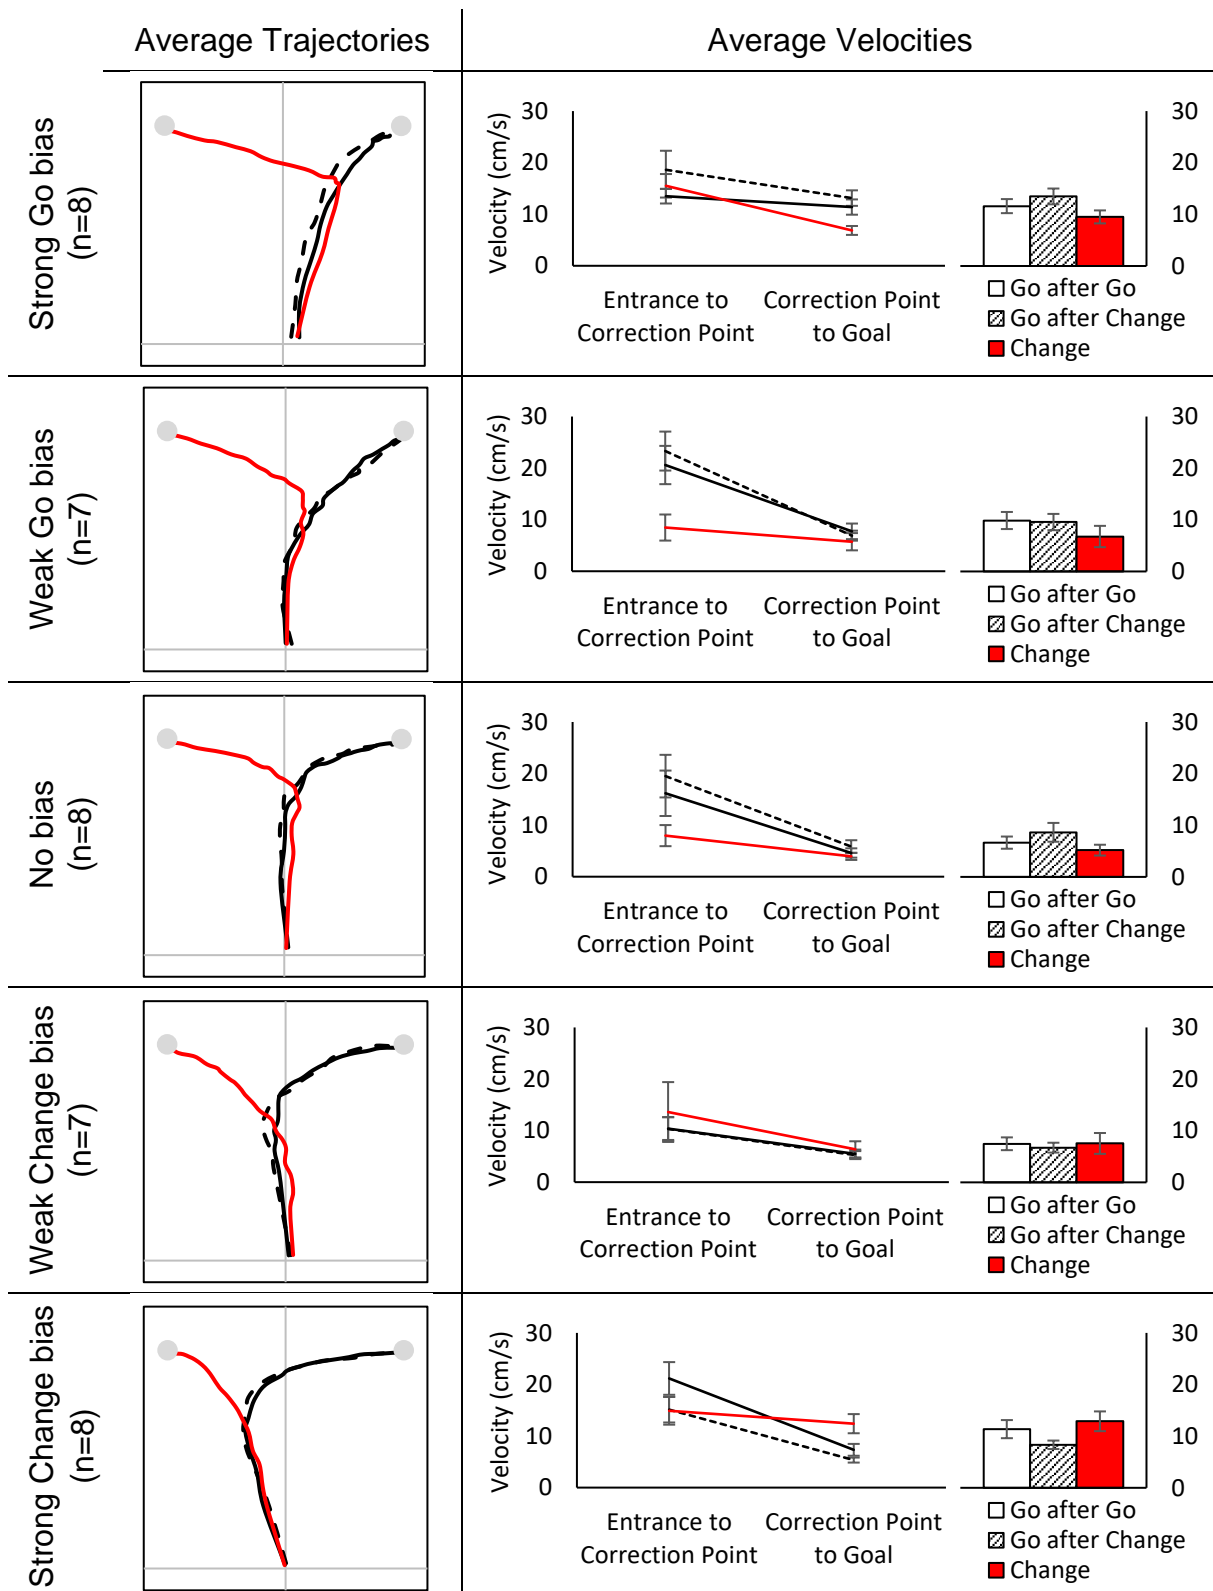 Average Trajectories
Average Velocities
Strong Go bias
(n=8)
Velocity (cm/s)
30
20
10
0
Entrance to
Correction Point
Correction Point
to Goal
30
20
10
0
Go after Go
Go after Change
Change
Weak Go bias
(n=7)
Velocity (cm/s)
30
20
10
0
Entrance to
Correction Point
Correction Point
to Goal
30
20
10
0
Go after Go
Go after Change
Change
No bias
(n=8)
Velocity (cm/s)
30
20
10
0
Entrance to
Correction Point
Correction Point
to Goal
30
20
10
0
Go after Go
Go after Change
Change
Weak Change bias
(n=7)
Velocity (cm/s)
30
20
10
0
Entrance to
Correction Point
Correction Point
to Goal
30
20
10
0
Go after Go
Go after Change
Change
Strong Change bias
(n=8)
Velocity (cm/s)
30
20
10
0
Entrance to
Correction Point
Correction Point
to Goal
30
20
10
0
Go after Go
Go after Change
Change